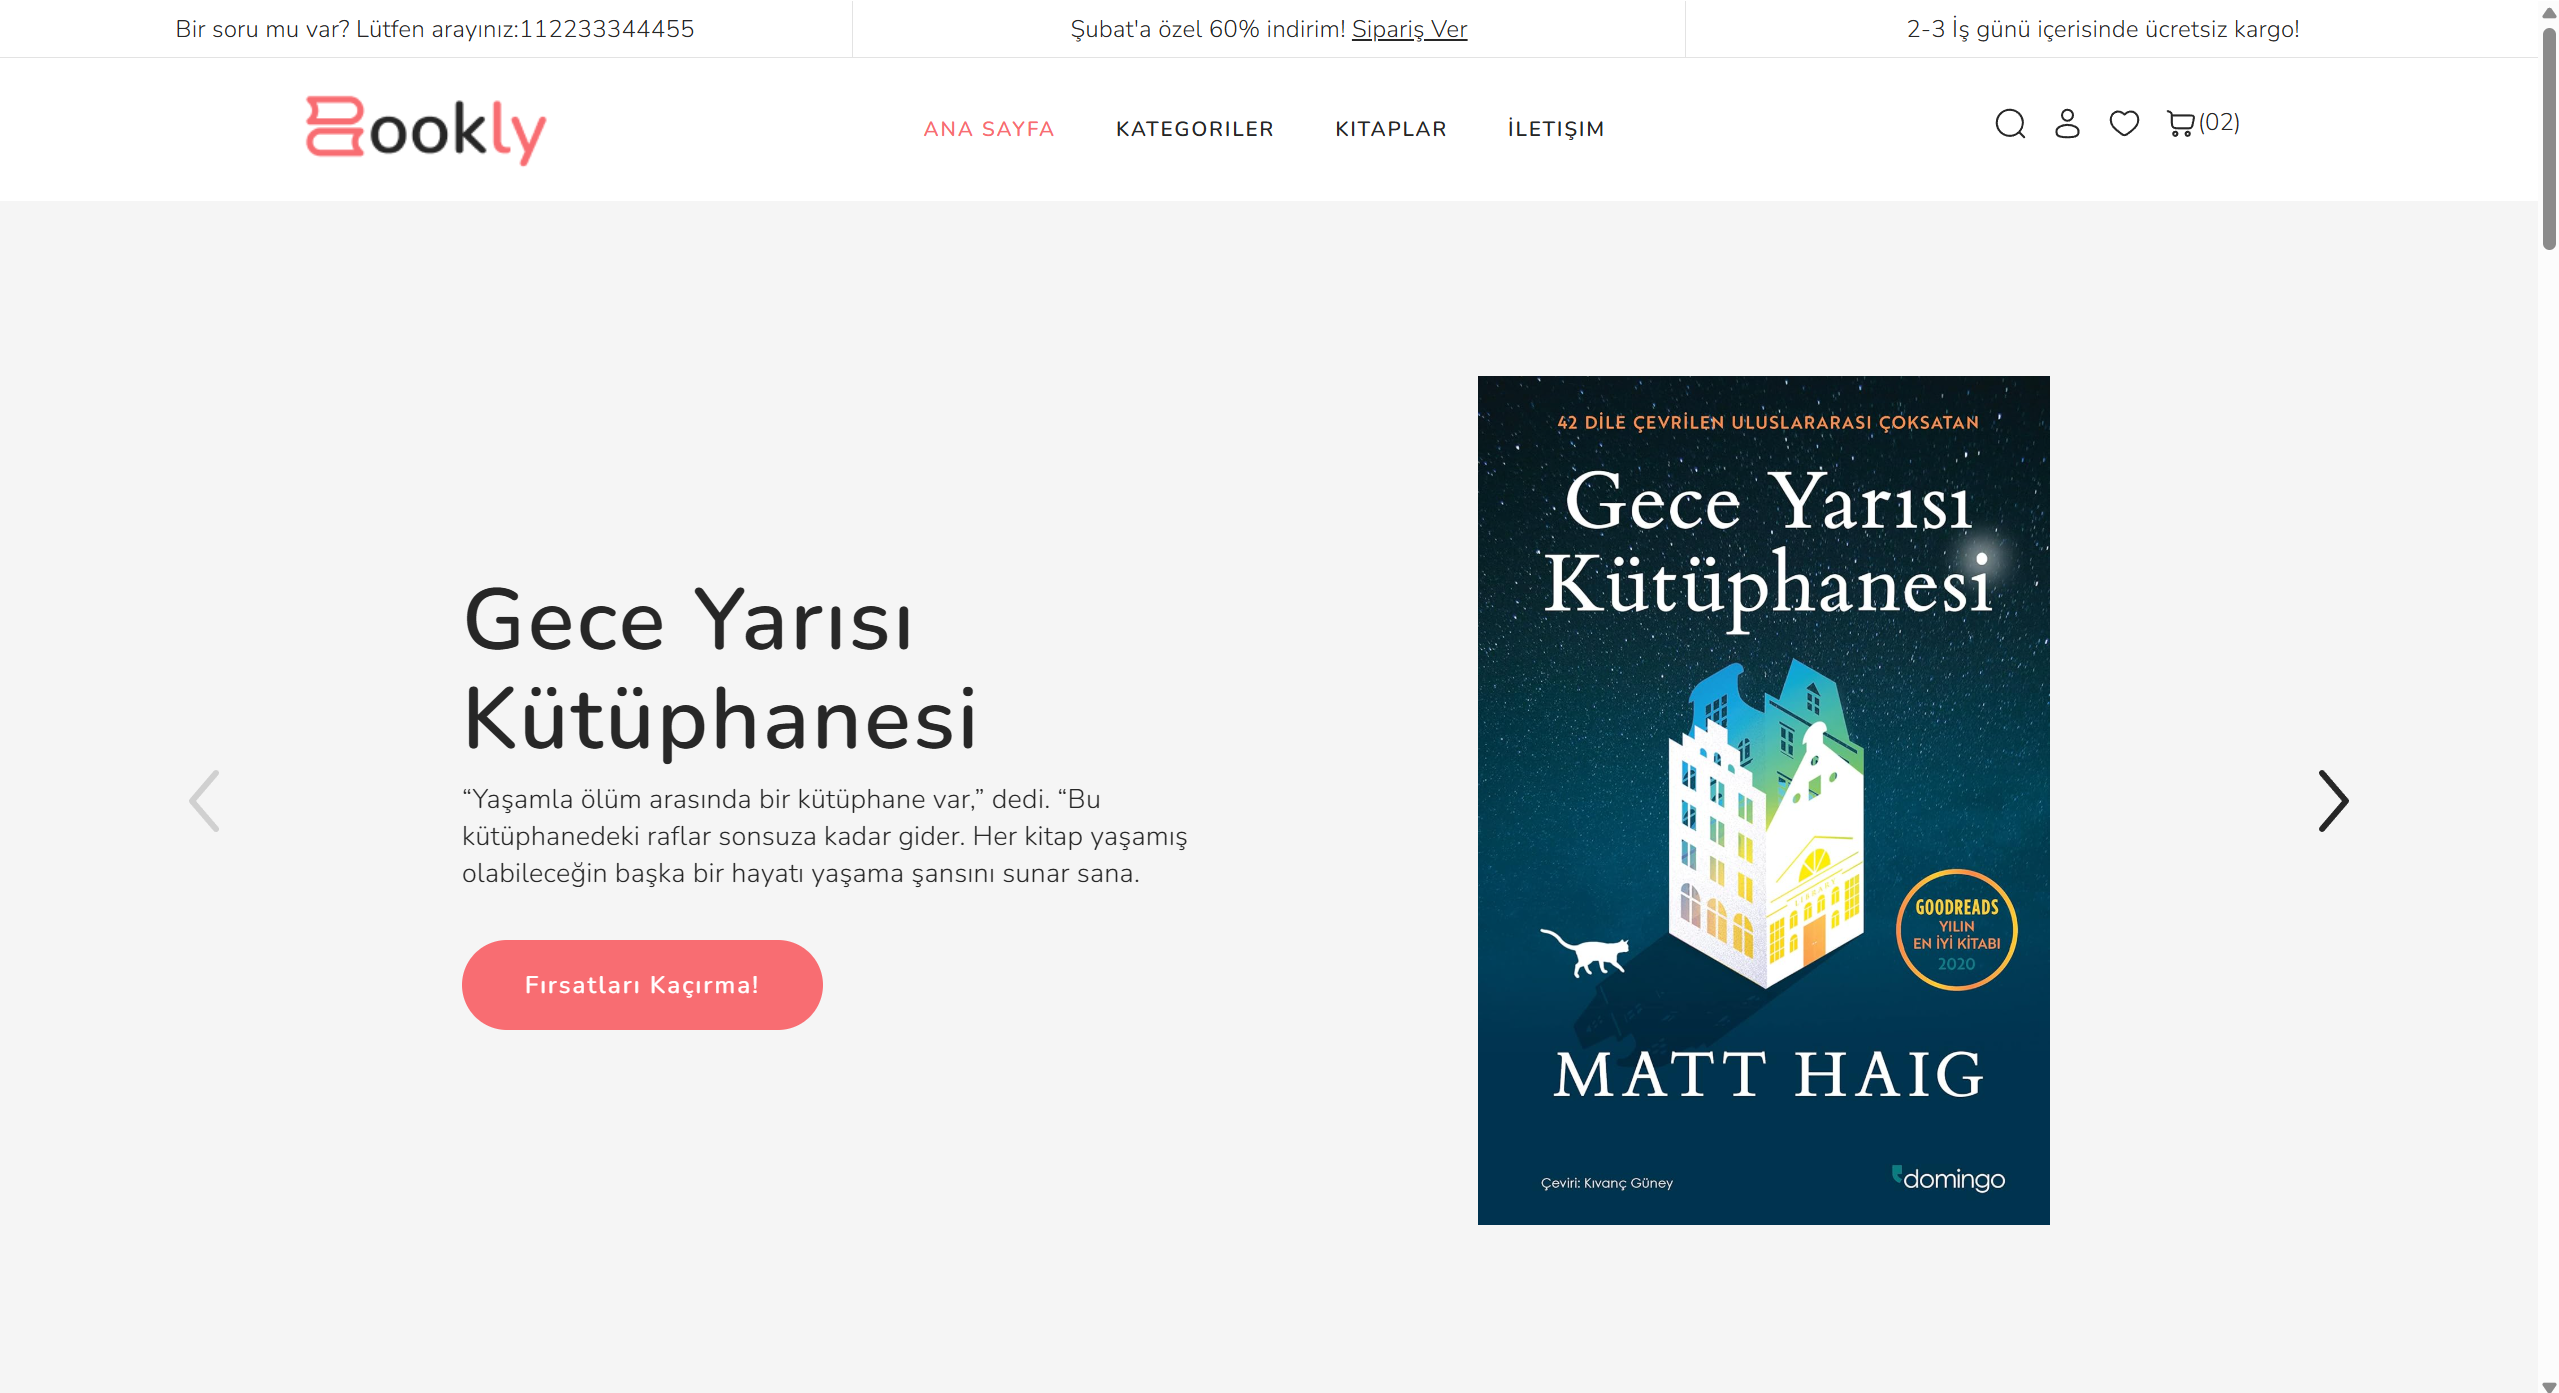 Bir soru mu var? Lütfen arayınız:112233344455
Şubat'a özel 60% indirim! Sipariş Ver
2-3 İş günü içerisinde ücretsiz kargo!
Bookly
ANA SAYFA
KATEGORILER
KITAPLAR
İLETIŞIM
(02)
Gece Yarısı
Kütüphanesi
“Yaşamla ölüm arasında bir kütüphane var,” dedi. “Bu
kütüphanedeki raflar sonsuza kadar gider. Her kitap yaşamış
olabileceğin başka bir hayatı yaşama şansını sunar sana.
Fırsatları Kaçırma!
42 DİLE ÇEVRİLEN ULUSLARARASI ÇOKSATAN
Gece Yarısı
Kütüphanesi
LIBRARY
GOODREADS
YILIN
EN İYİ KİTABI
2020
MATT HAIG
Çeviri: Kıvanç Güney
domingo